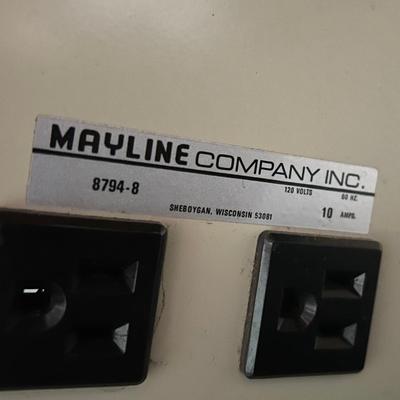 MAYLINE COMPANY INC.
8794-8 120 VOLTS 60 HZ.
SHEBOYGAN, WISCONSIN 53081 10 AMPS.